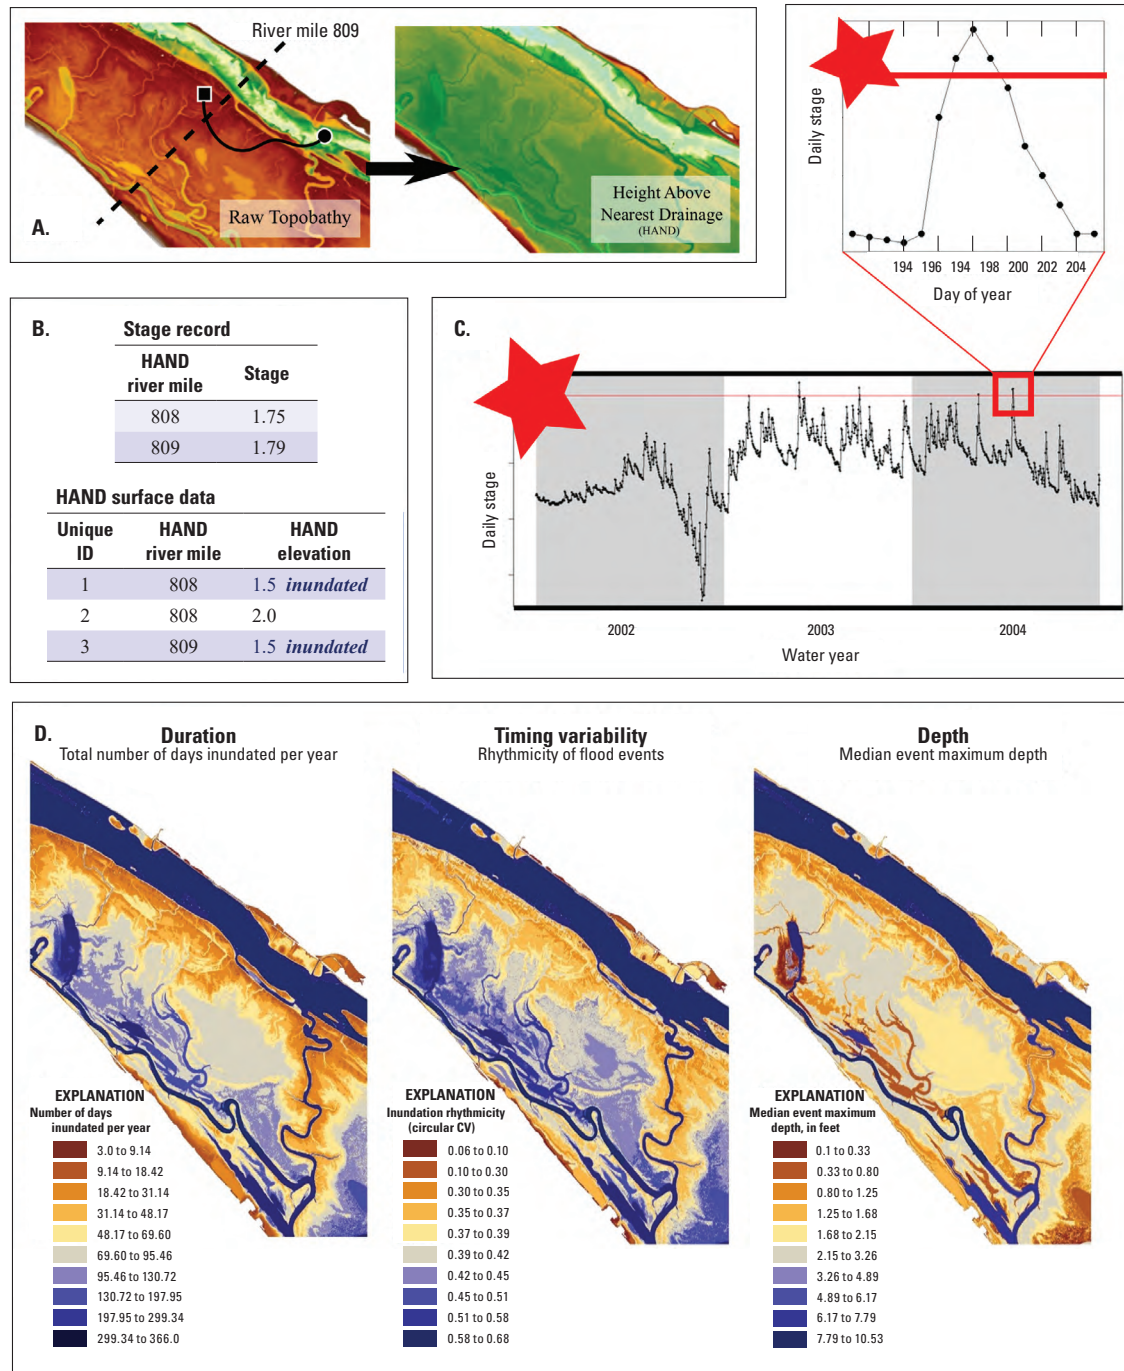 River mile 809
Raw Topobathy
A.
Height Above
Nearest Drainage
(HAND)
Daily stage
194 196 194 198 200 202 204
Day of year
B.
Stage record
HAND river mile Stage
808 1.75
809 1.79
HAND surface data
Unique ID HAND river mile HAND elevation
1 808 1.5 inundated
2 808 2.0
3 809 1.5 inundated
C.
Daily stage
2002 2003 2004
Water year
D.
Duration
Total number of days inundated per year
EXPLANATION
Number of days
inundated per year
3.0 to 9.14
9.14 to 18.42
18.42 to 31.14
31.14 to 48.17
48.17 to 69.60
69.60 to 95.46
95.46 to 130.72
130.72 to 197.95
197.95 to 299.34
299.34 to 366.0
Timing variability
Rhythmicity of flood events
EXPLANATION
Inundation rhythmicity
(circular CV)
0.06 to 0.10
0.10 to 0.30
0.30 to 0.35
0.35 to 0.37
0.37 to 0.39
0.39 to 0.42
0.42 to 0.45
0.45 to 0.51
0.51 to 0.58
0.58 to 0.68
Depth
Median event maximum depth
EXPLANATION
Median event maximum
depth, in feet
0.1 to 0.33
0.33 to 0.80
0.80 to 1.25
1.25 to 1.68
1.68 to 2.15
2.15 to 3.26
3.26 to 4.89
4.89 to 6.17
6.17 to 7.79
7.79 to 10.53